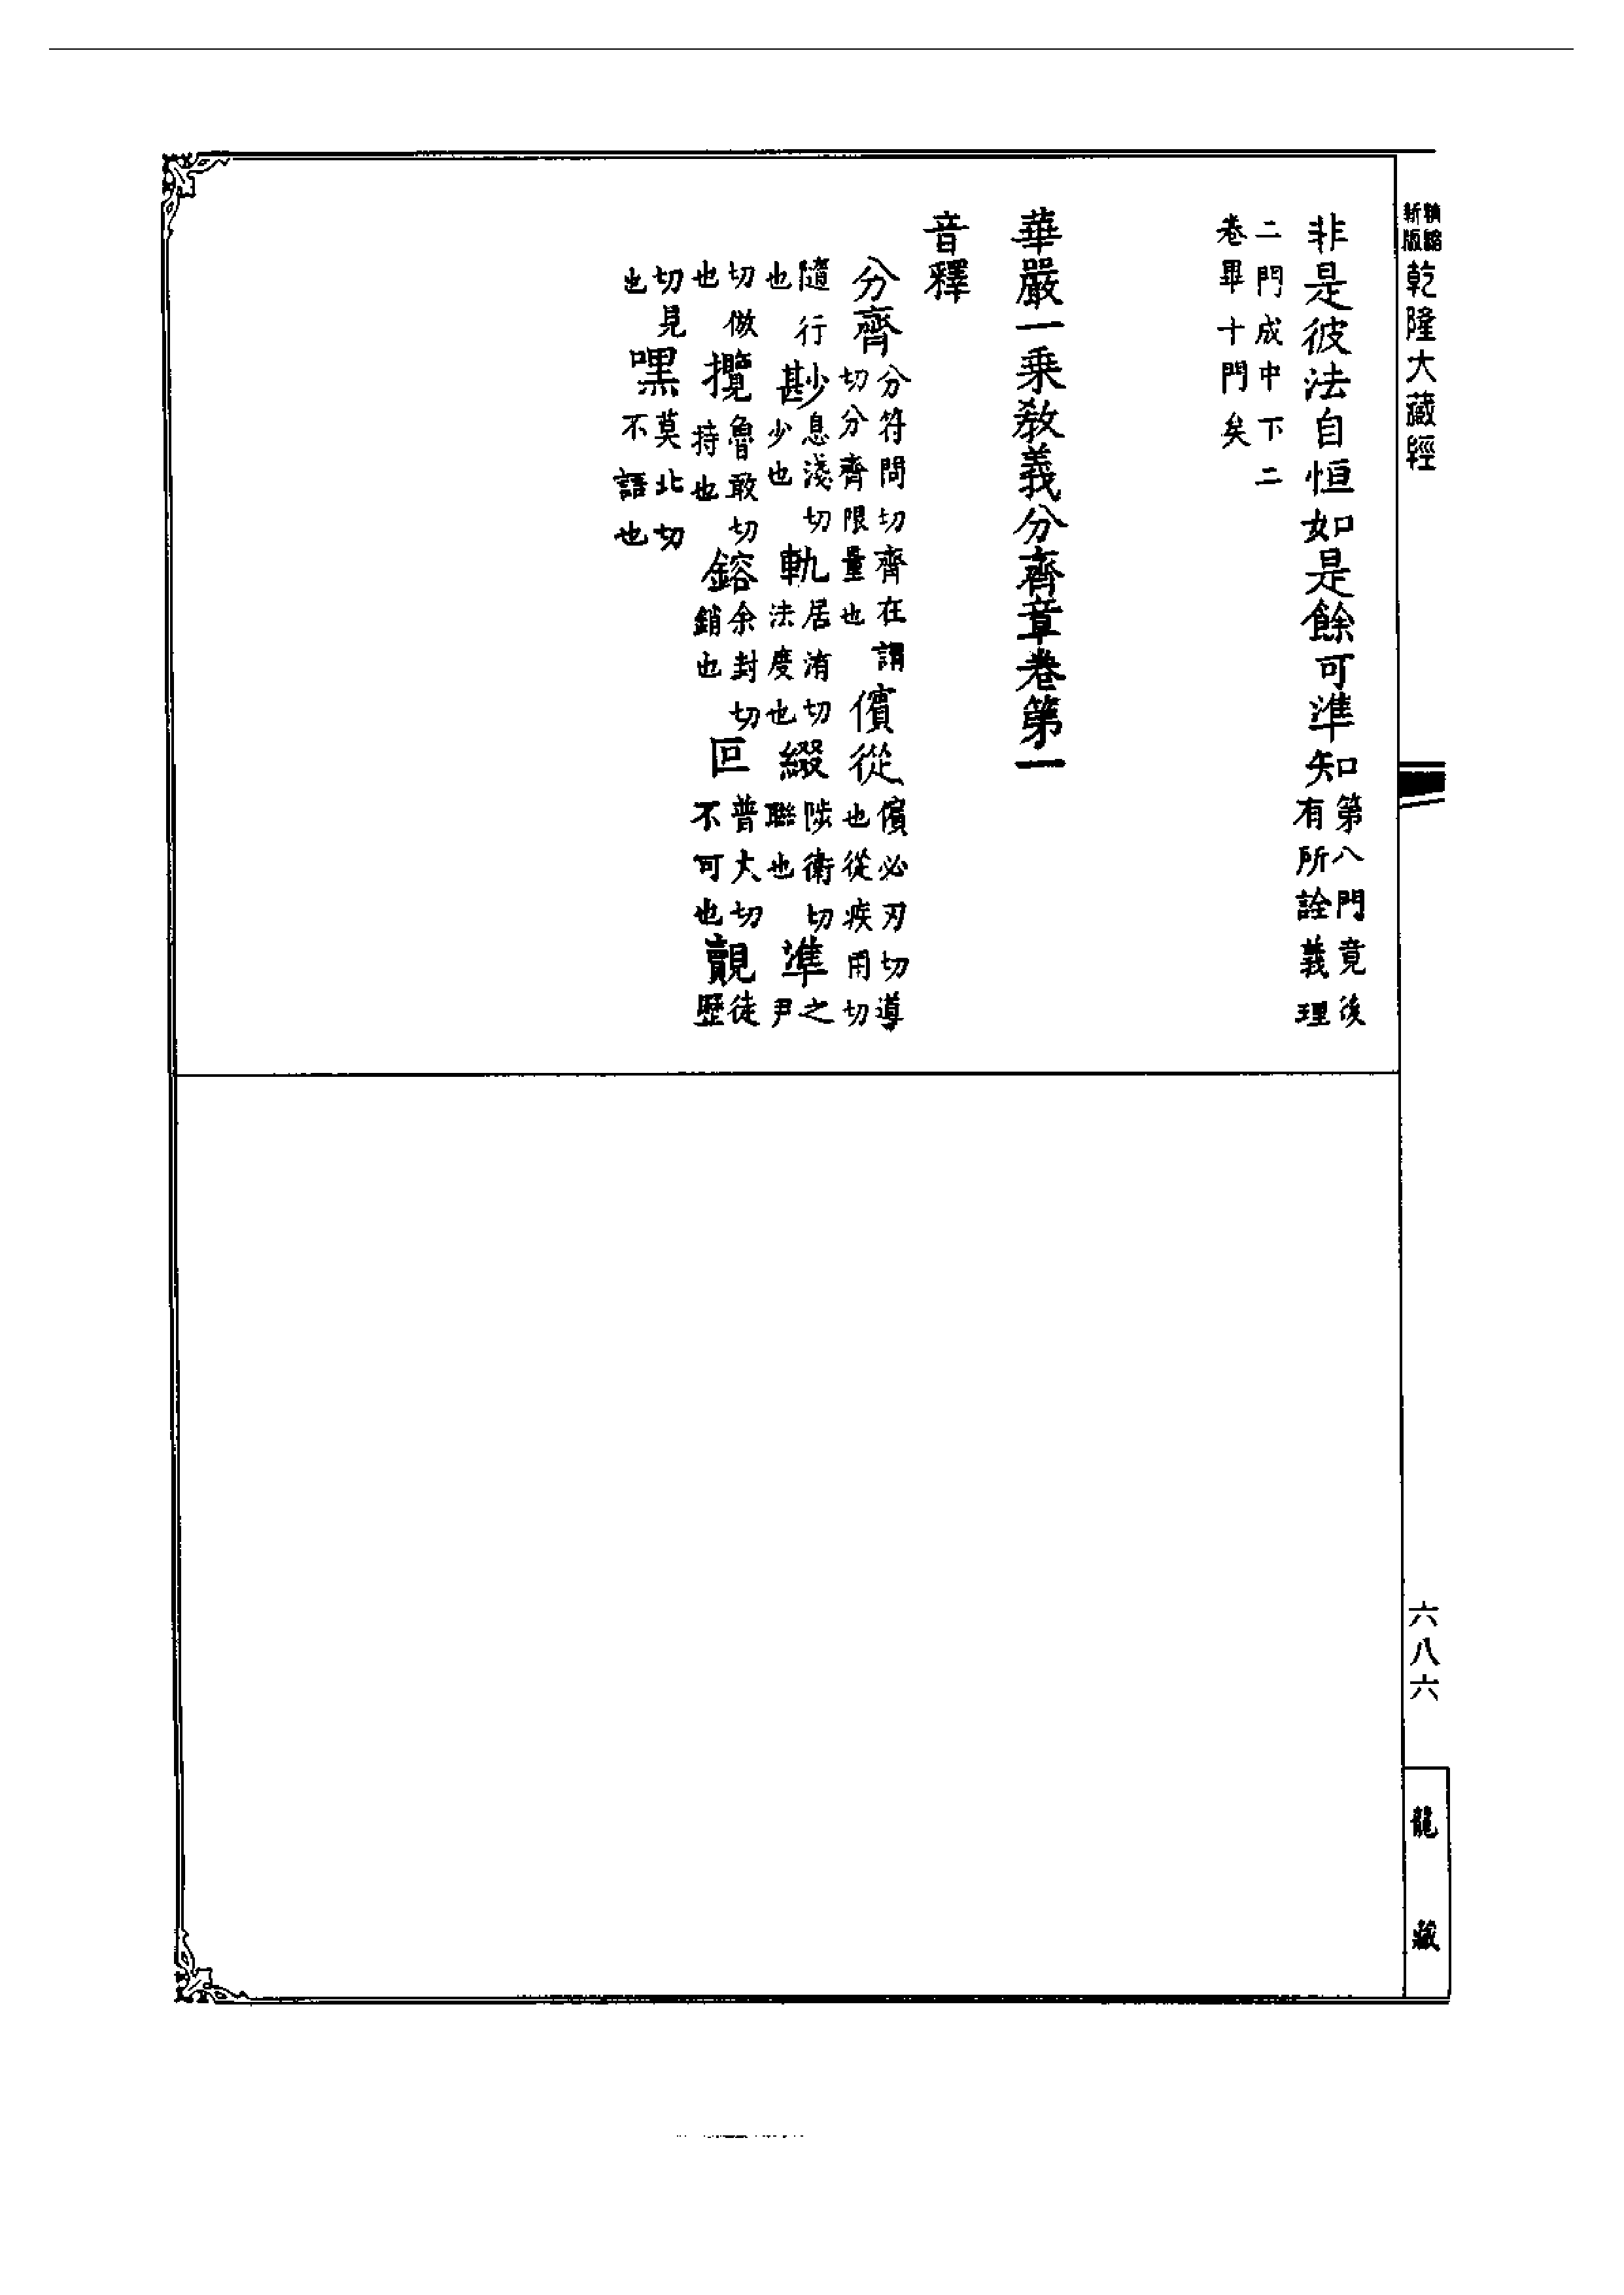 精縮新版乾隆大藏經
非是彼法自恒如是餘可準知第八門竟後有所詮義理
二門成中下二卷畢十門矣
華嚴一乗教義分齊章卷第一
音釋
分齊分符問切齊在謂切分齊限量也儐從儐必刃切導也從疾用切
隨行也尠息淺切少也軌居洧切法度也綴陟衛切聯也準之尹
切倣也攬魯敢切持也鎔余封切銷也叵普火切不可也覿徒歷
切見也嘿莫北切不語也
六八六
龍藏